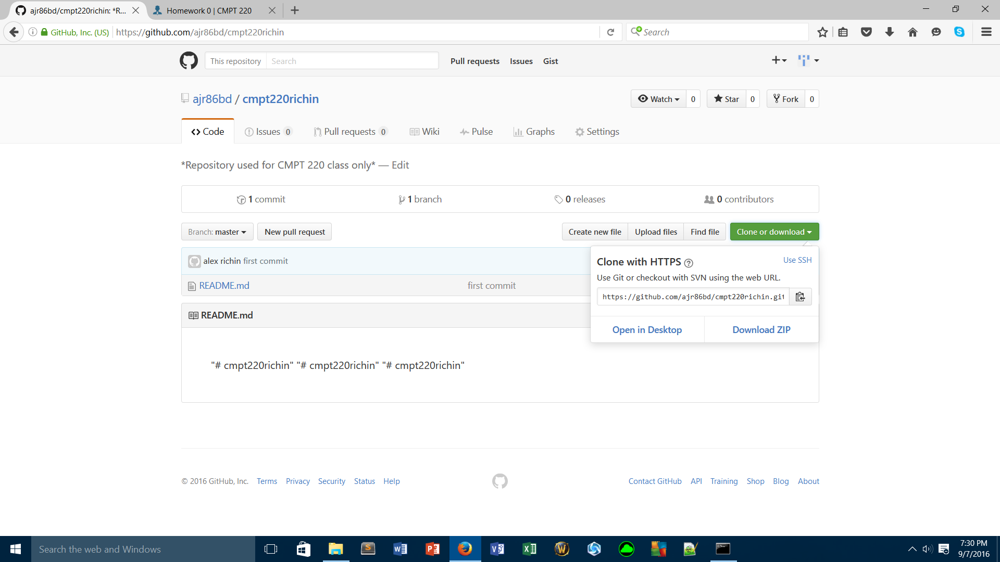 ajr86bd/cmpt220richin: *R...
Homework 0 | CMPT 220
GitHub, Inc. (US)
https://github.com/ajr86bd/cmpt220richin
Search
This repository
Search
Pull requests
Issues
Gist
ajr86bd / cmpt220richin
Watch
0
Star
0
Fork
0
Code
Issues 0
Pull requests 0
Wiki
Pulse
Graphs
Settings
*Repository used for CMPT 220 class only* — Edit
1 commit
1 branch
0 releases
0 contributors
Branch: master
New pull request
Create new file
Upload files
Find file
Clone or download
alex richin first commit
README.md
first commit
Clone with HTTPS
Use SSH
Use Git or checkout with SVN using the web URL.
https://github.com/ajr86bd/cmpt220richin.git
Open in Desktop
Download ZIP
README.md
"# cmpt220richin" "# cmpt220richin" "# cmpt220richin"
© 2016 GitHub, Inc.
Terms
Privacy
Security
Status
Help
Contact GitHub
API
Training
Shop
Blog
About
Search the web and Windows
7:30 PM
9/7/2016